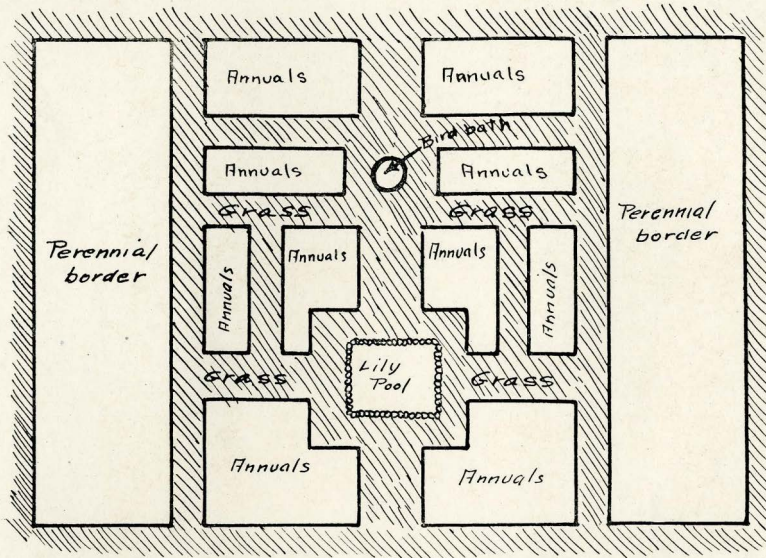 Annuals
Annuals
Bird bath
Annuals
Annuals
Grass
Grass
Perennial
border
Perennial
border
Annuals
Annuals
Annuals
Annuals
Lily
Pool
Grass
Grass
Annuals
Annuals